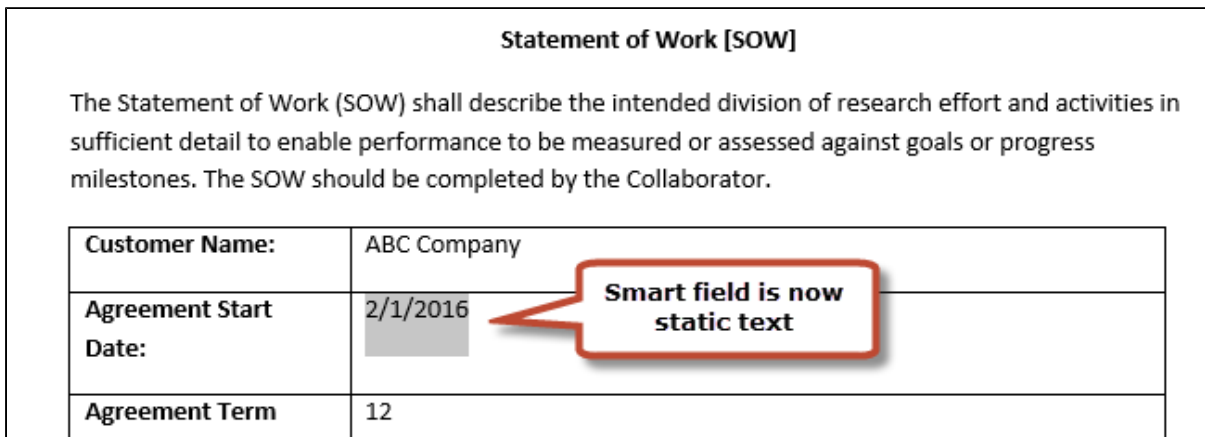 Statement of Work [SOW]
The Statement of Work (SOW) shall describe the intended division of research effort and activities in
sufficient detail to enable performance to be measured or assessed against goals or progress
milestones. The SOW should be completed by the Collaborator.
Customer Name: ABC Company
Agreement Start 2/1/2016
Date:
Smart field is now
static text
Agreement Term 12